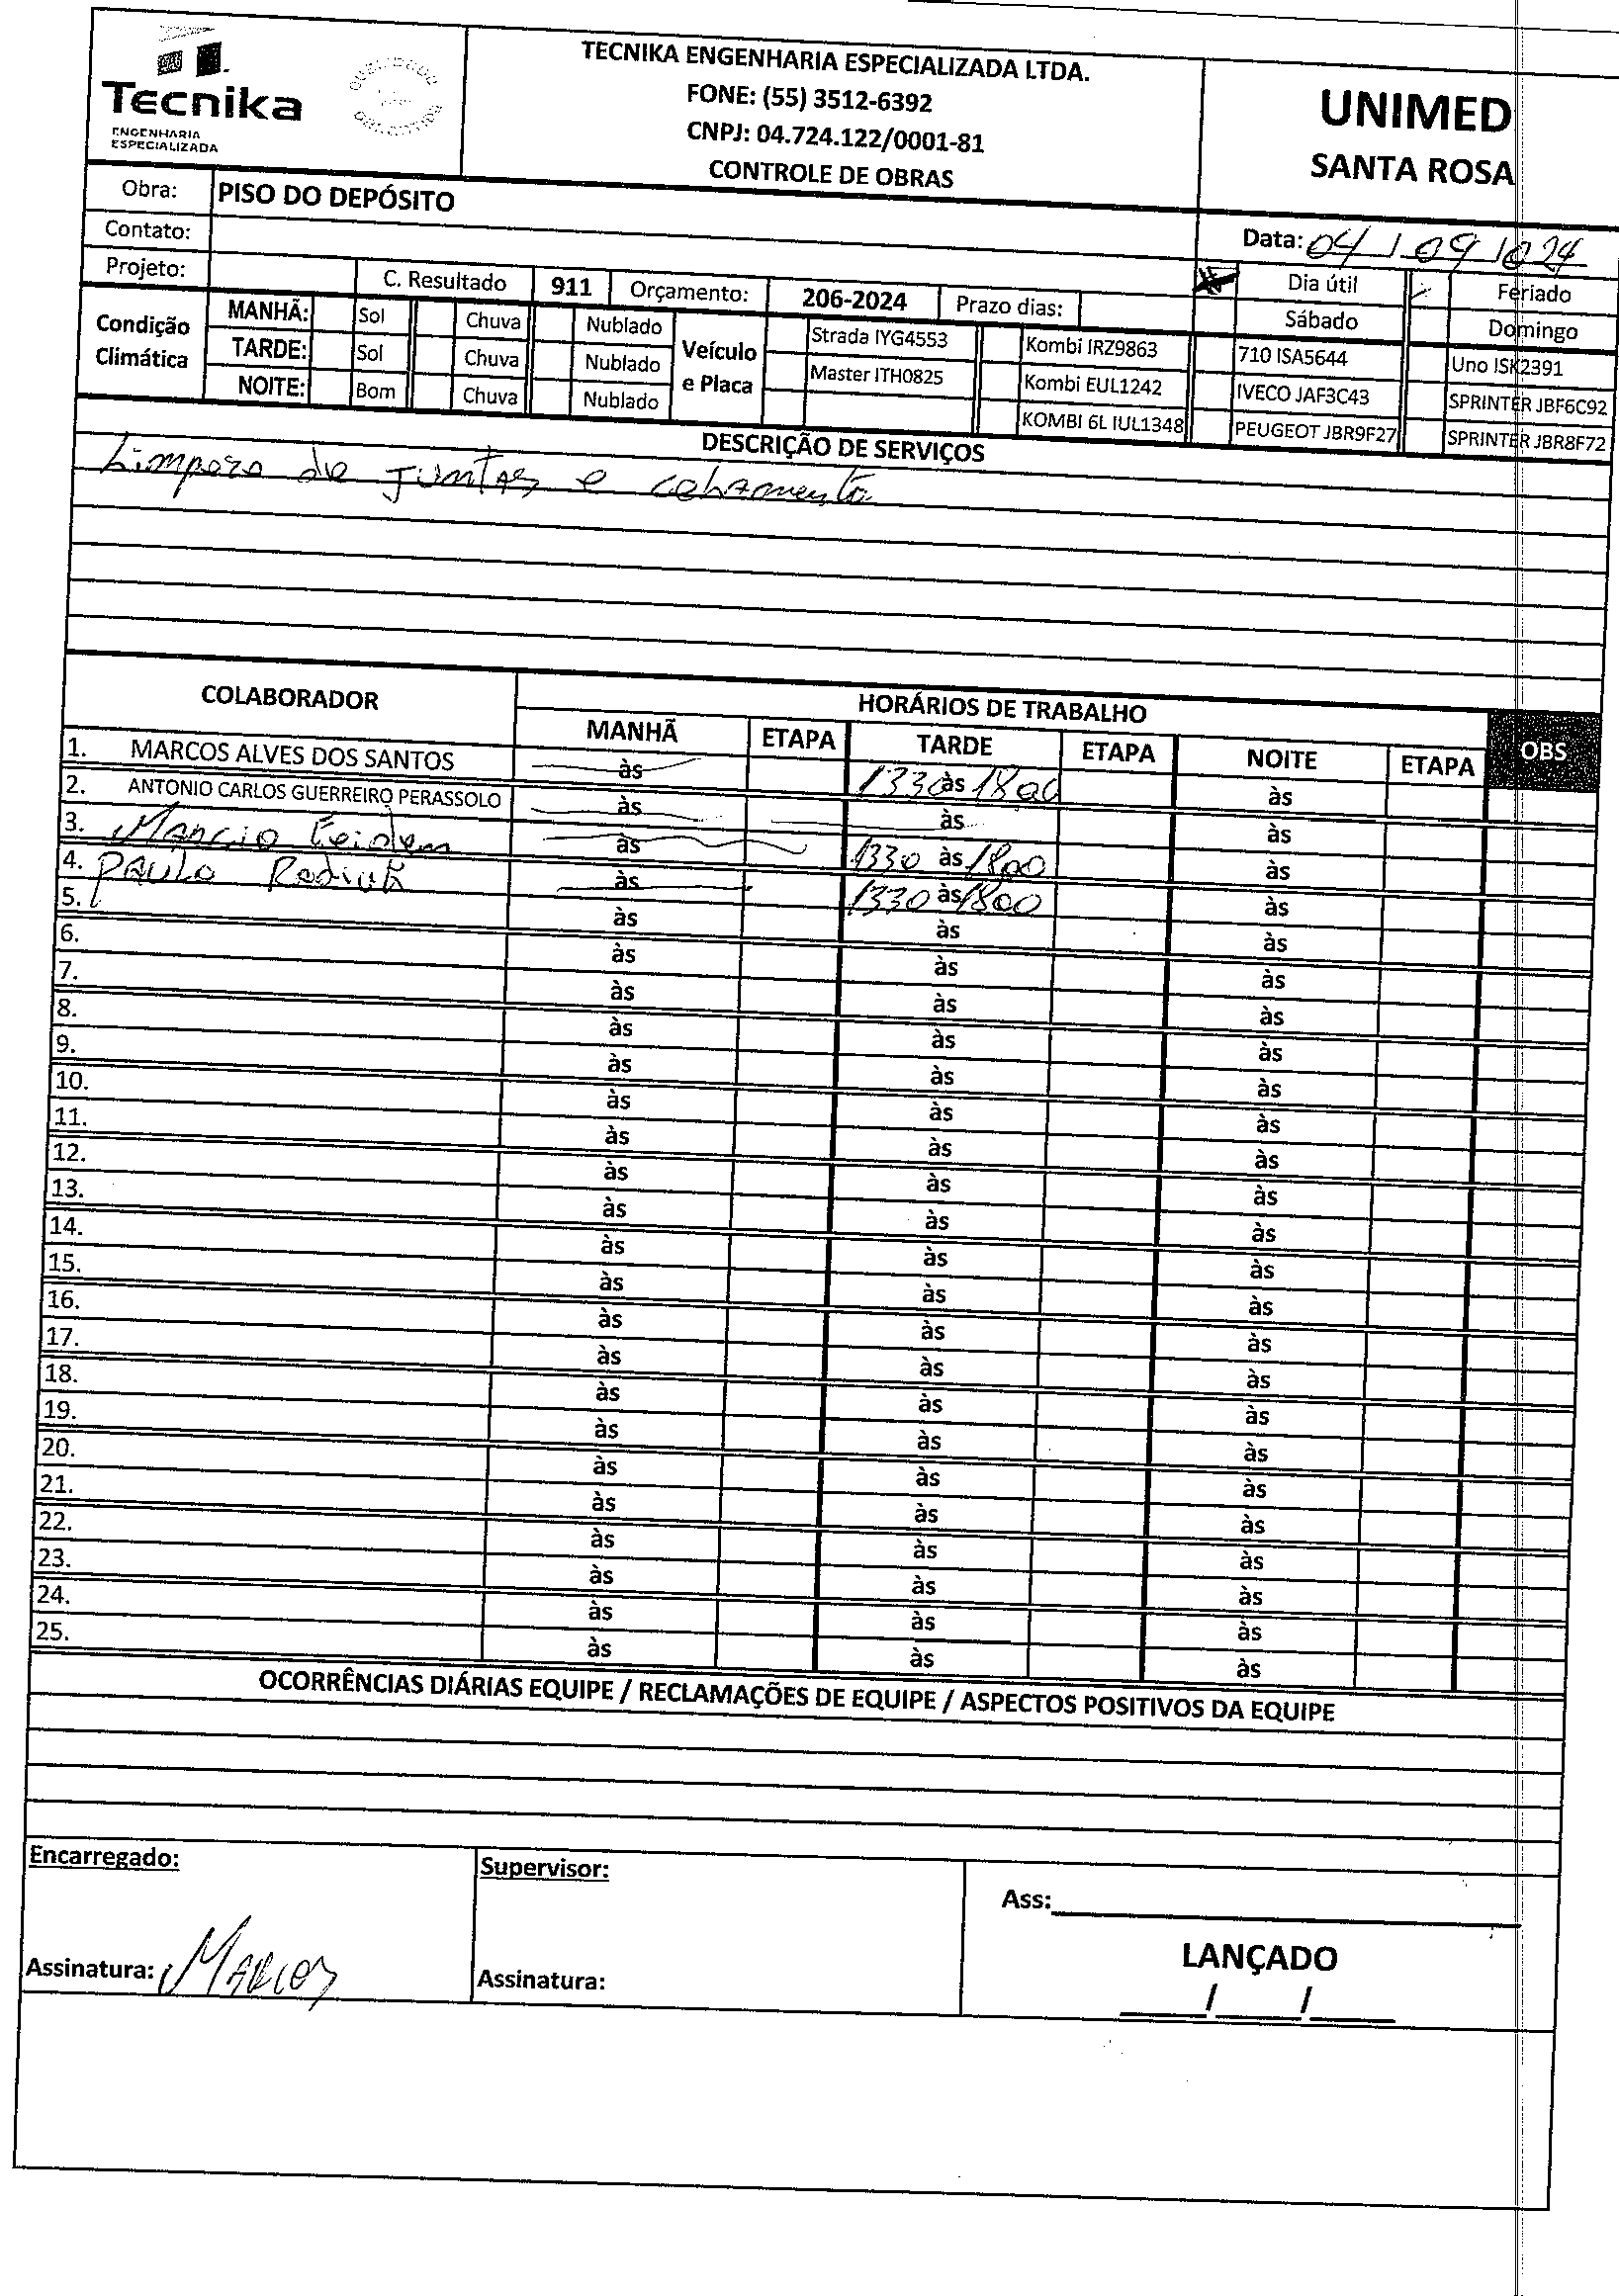 Tecnika
ENGENHARIA
ESPECIALIZADA
TECNIKA ENGENHARIA ESPECIALIZADA LTDA.
FONE: (55) 3512-6392
CNPJ: 04.724.122/0001-81
CONTROLE DE OBRAS
UNIMED
SANTA ROSA
Obra: PISO DO DEPÓSITO
Contato:
Data: 04/09/024
Projeto: C. Resultado 911 Orçamento: 206-2024 Prazo dias:
Dia útil Feriado
Sábado Domingo
Condição Climática
MANHÃ: Sol Chuva Nublado
TARDE: Sol Chuva Nublado
NOITE: Bom Chuva Nublado
Veículo e Placa
Strada IYG4553 Kombi IRZ9863 710 ISA5644 Uno ISK2391
Master ITH0825 Kombi EUL1242 IVECO JAF3C43 SPRINTER JBF6C92
KOMBI 6L IUL1348 PEUGEOT JBR9F27 SPRINTER JBR8F72
DESCRIÇÃO DE SERVIÇOS
Limpeza de juntas e
COLABORADOR HORÁRIOS DE TRABALHO OBS
MANHÃ ETAPA TARDE ETAPA NOITE ETAPA
1. MARCOS ALVES DOS SANTOS às 1330 às 1800 às
2. ANTONIO CARLOS GUERREIRO PERASSOLO às às às
3. Marcio às 1330 às 1800 às
4. PAULO às 1330 às 1800 às
5. às às às
6. às às às
7. às às às
8. às às às
9. às às às
10. às às às
11. às às às
12. às às às
13. às às às
14. às às às
15. às às às
16. às às às
17. às às às
18. às às às
19. às às às
20. às às às
21. às às às
22. às às às
23. às às às
24. às às às
25. às às às
OCORRÊNCIAS DIÁRIAS EQUIPE / RECLAMAÇÕES DE EQUIPE / ASPECTOS POSITIVOS DA EQUIPE
Encarregado:
Supervisor:
Ass:
Assinatura: MARCOS
Assinatura:
LANÇADO
/ /